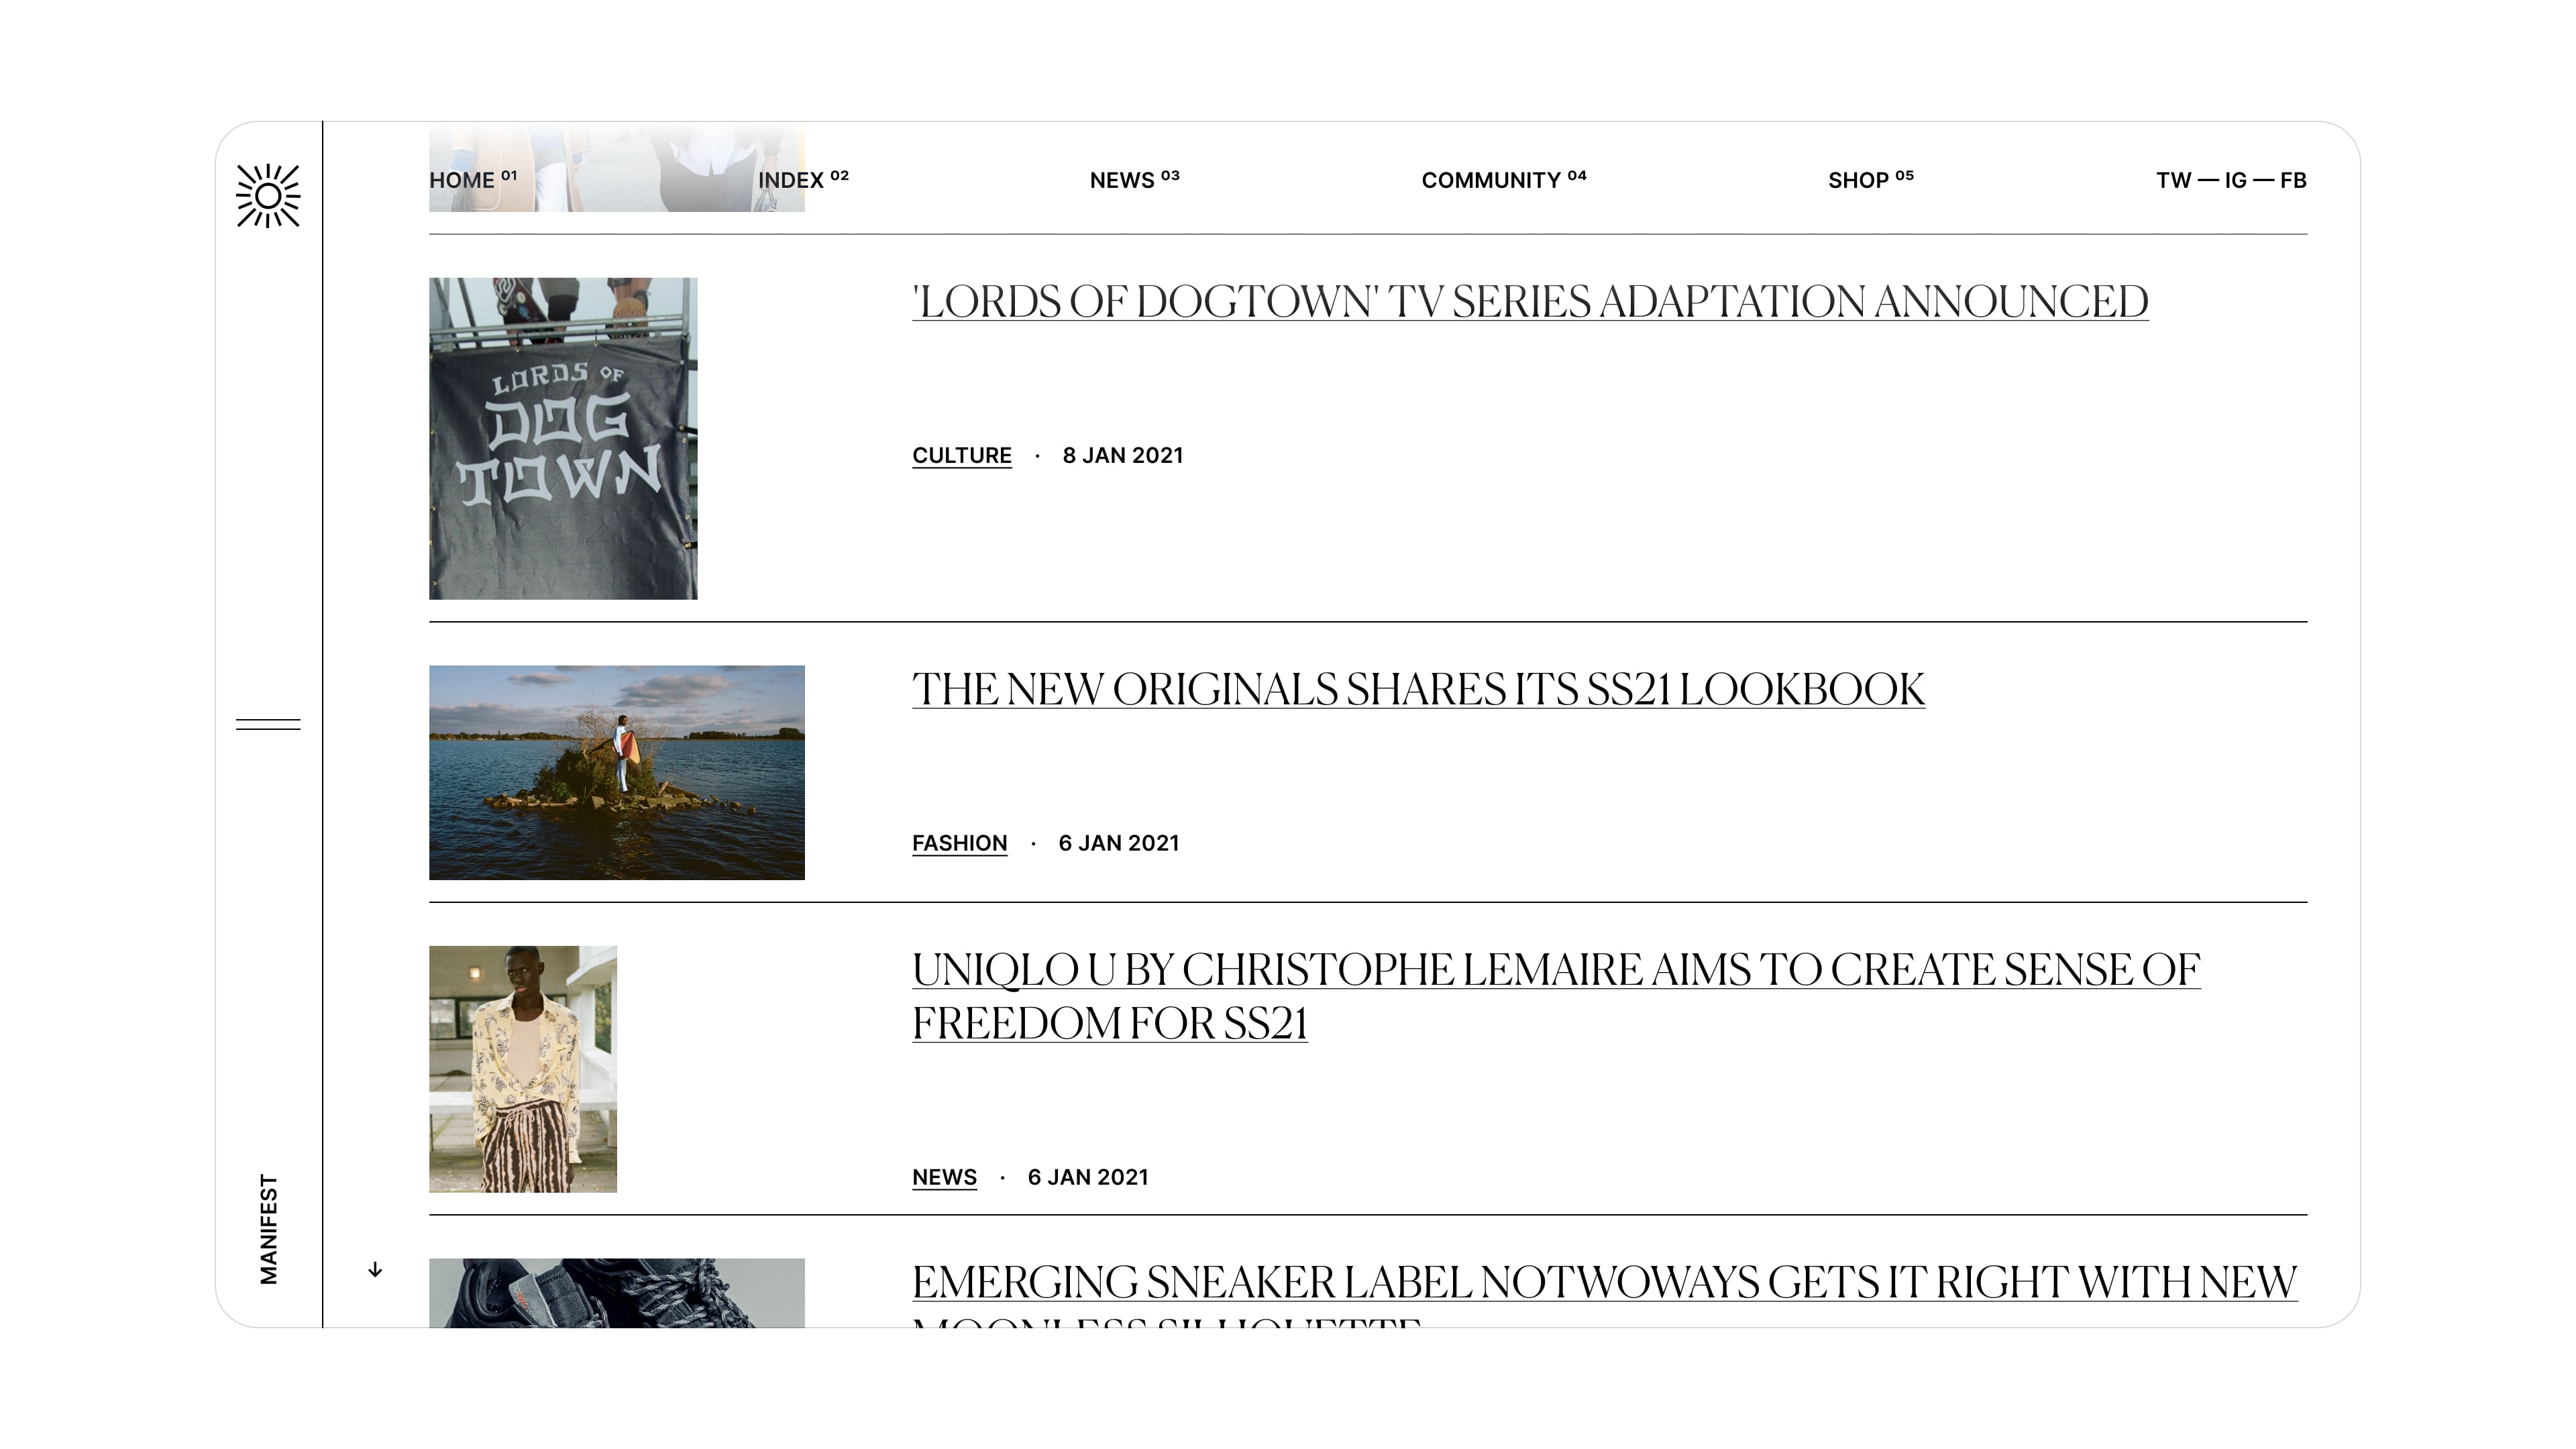 HOME ⁰¹ INDEX ⁰² NEWS ⁰³ COMMUNITY ⁰⁴ SHOP ⁰⁵ TW — IG — FB
LORDS OF
DOG
TOWN
'LORDS OF DOGTOWN' TV SERIES ADAPTATION ANNOUNCED
CULTURE · 8 JAN 2021
THE NEW ORIGINALS SHARES ITS SS21 LOOKBOOK
FASHION · 6 JAN 2021
UNIQLO U BY CHRISTOPHE LEMAIRE AIMS TO CREATE SENSE OF
FREEDOM FOR SS21
NEWS · 6 JAN 2021
MANIFEST
EMERGING SNEAKER LABEL NOTWOWAYS GETS IT RIGHT WITH NEW
MOONLESS SILHOUETTE